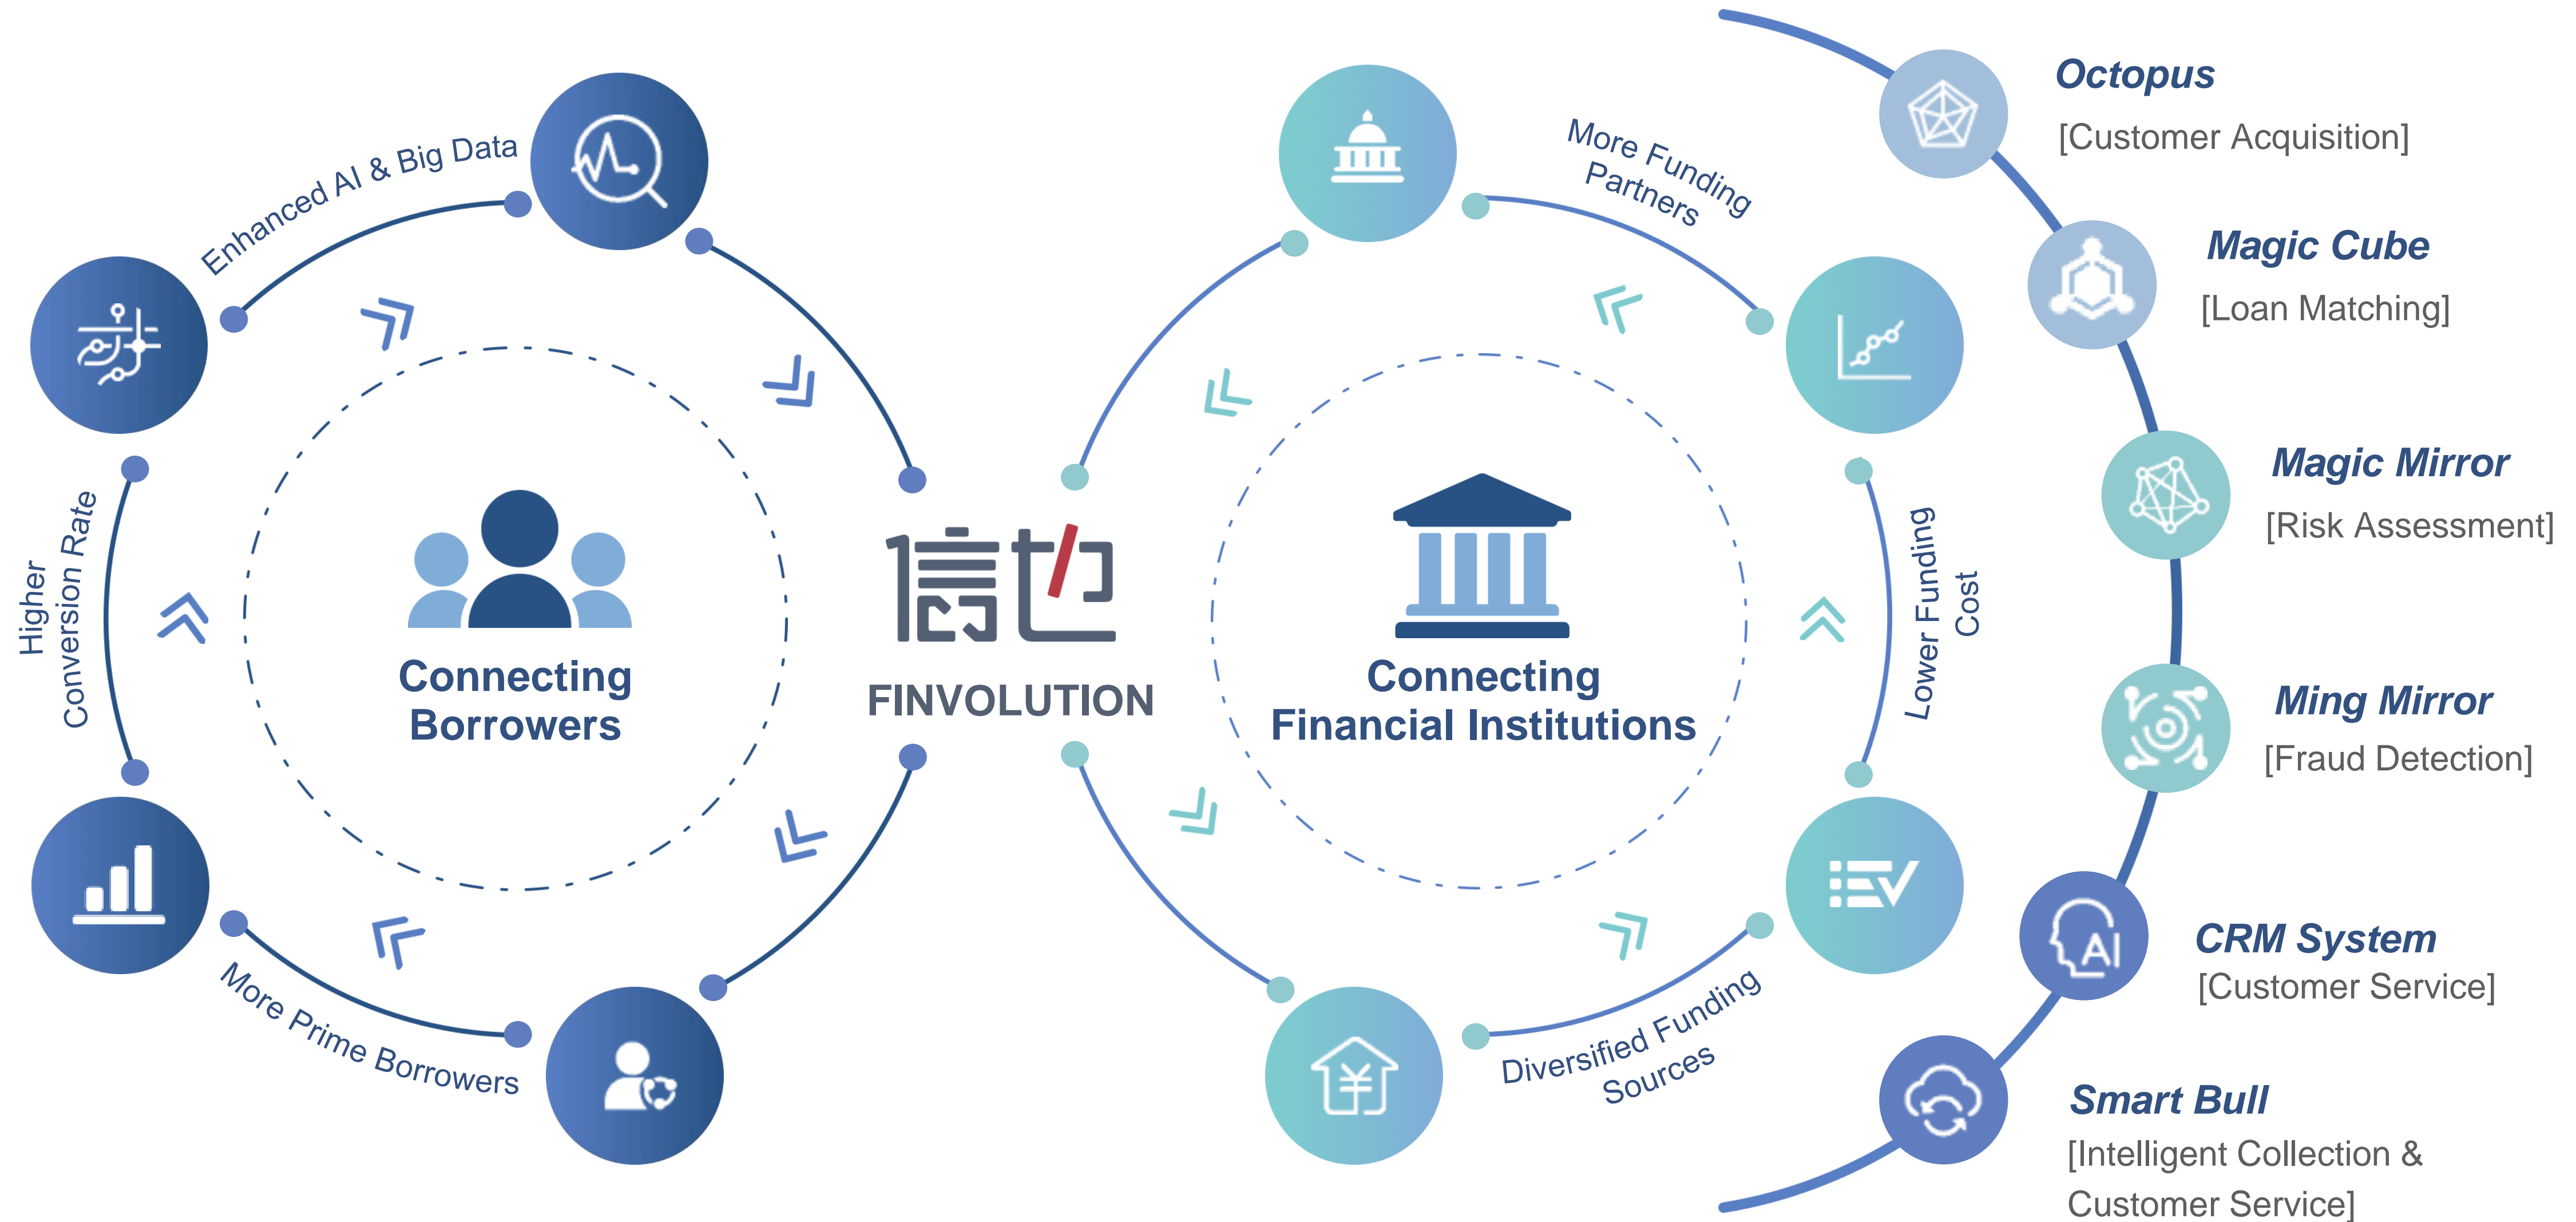 Enhanced AI & Big Data
Higher
Conversion Rate
More Prime Borrowers
Connecting
Borrowers
信也
FINVOLUTION
More Funding
Partners
Lower Funding
Cost
Diversified Funding
Sources
Connecting
Financial Institutions
¥
Octopus
[Customer Acquisition]
Magic Cube
[Loan Matching]
Magic Mirror
[Risk Assessment]
Ming Mirror
[Fraud Detection]
AI
CRM System
[Customer Service]
Smart Bull
[Intelligent Collection &
Customer Service]